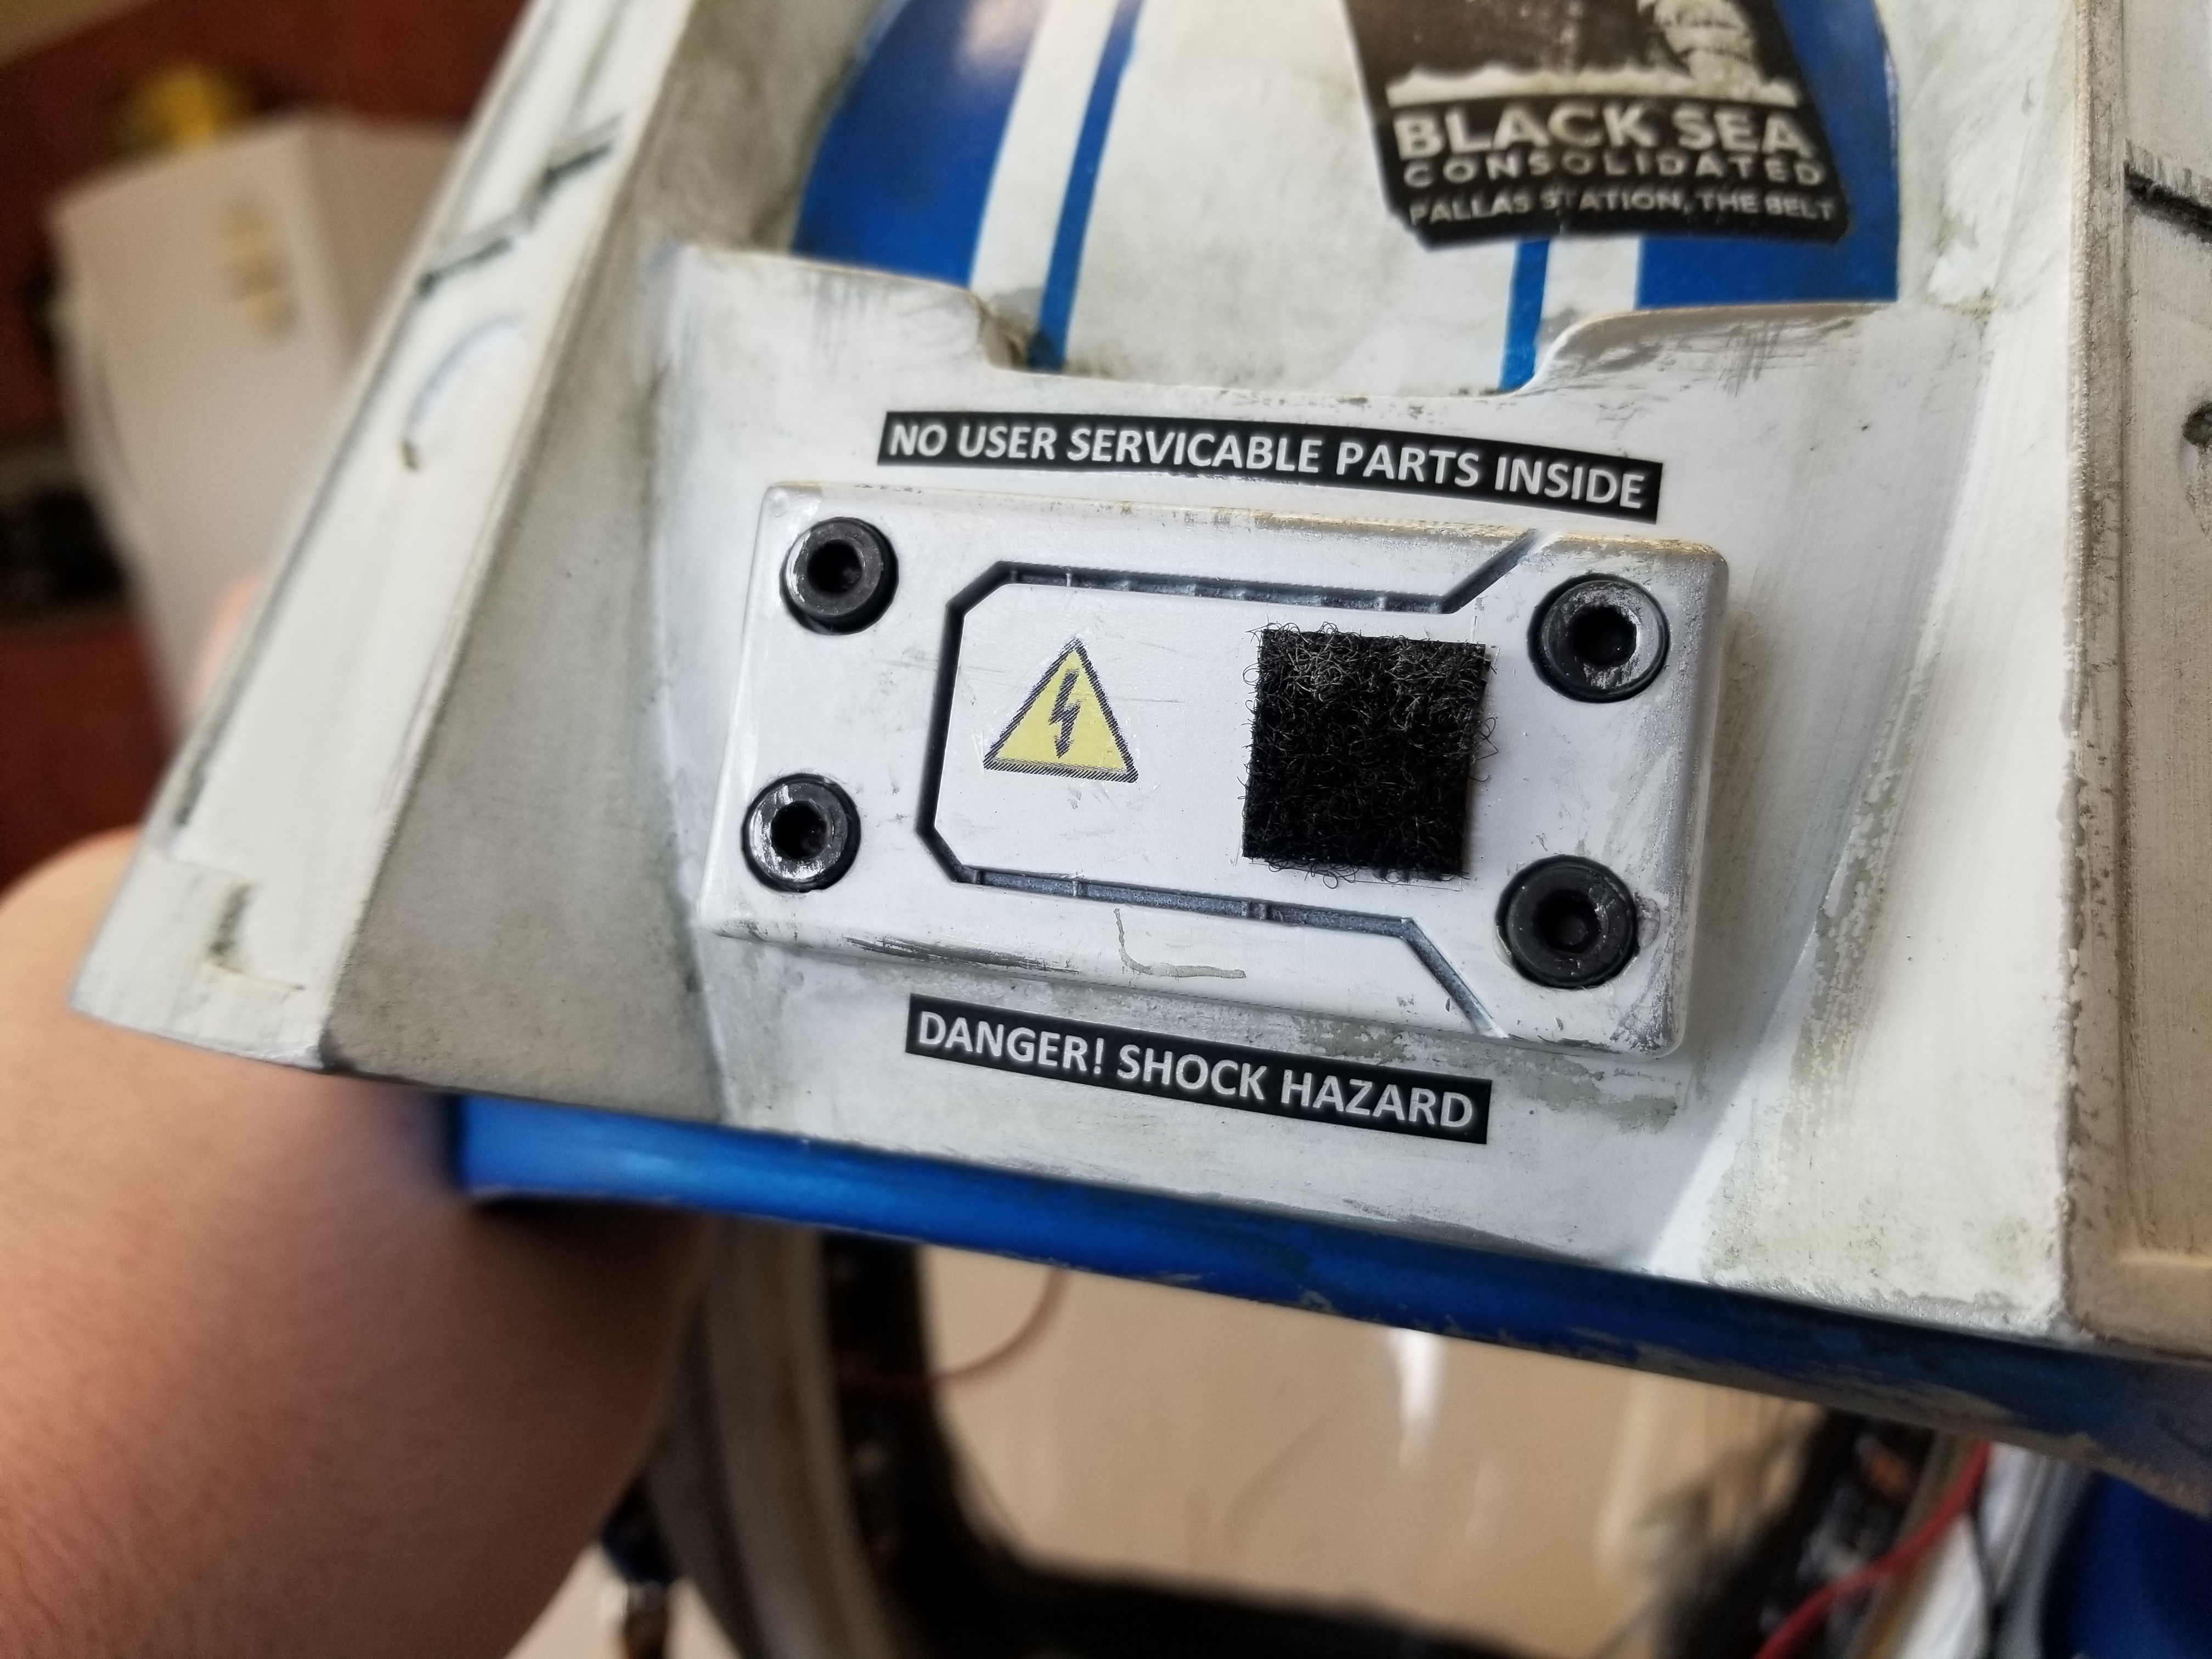 BLACK SEA
CONSOLIDATED
PALLAS STATION, THE BELT
NO USER SERVICABLE PARTS INSIDE
DANGER! SHOCK HAZARD